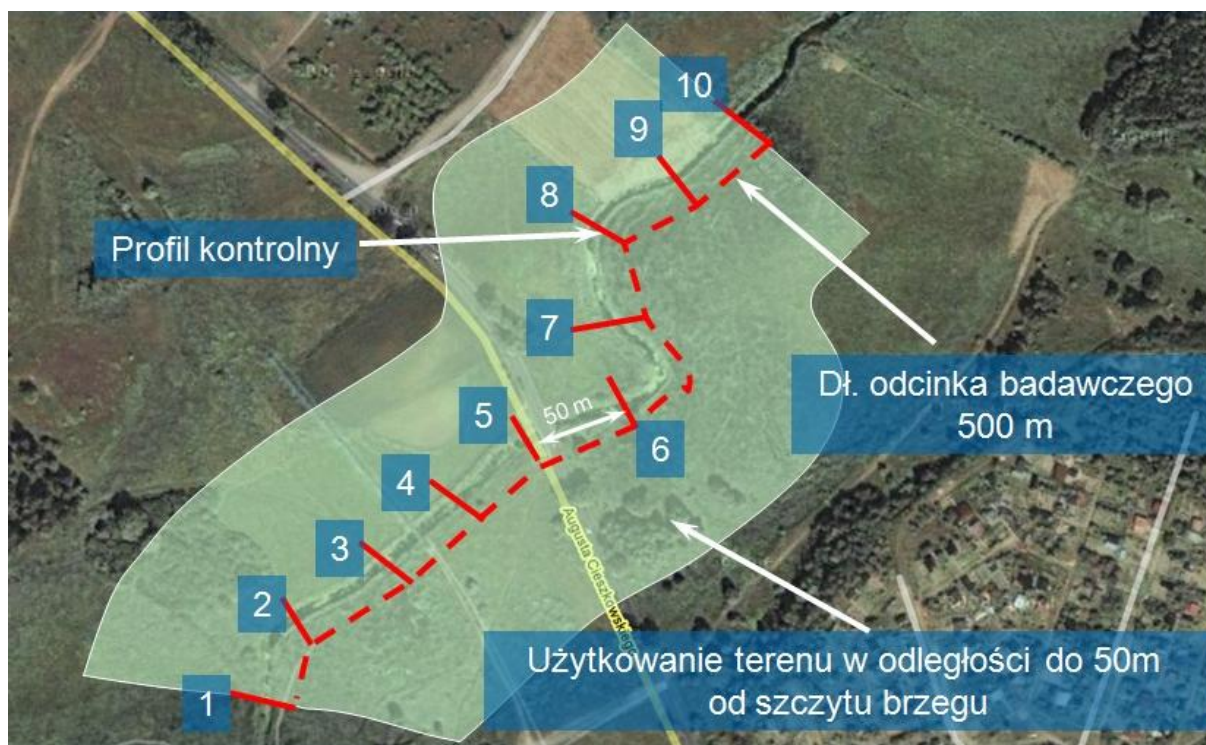 10
9
8
Profil kontrolny
7
Dł. odcinka badawczego
500 m
5
50 m
6
4
3
Augusta Cieszkowskiego
2
Użytkowanie terenu w odległości do 50m
od szczytu brzegu
1